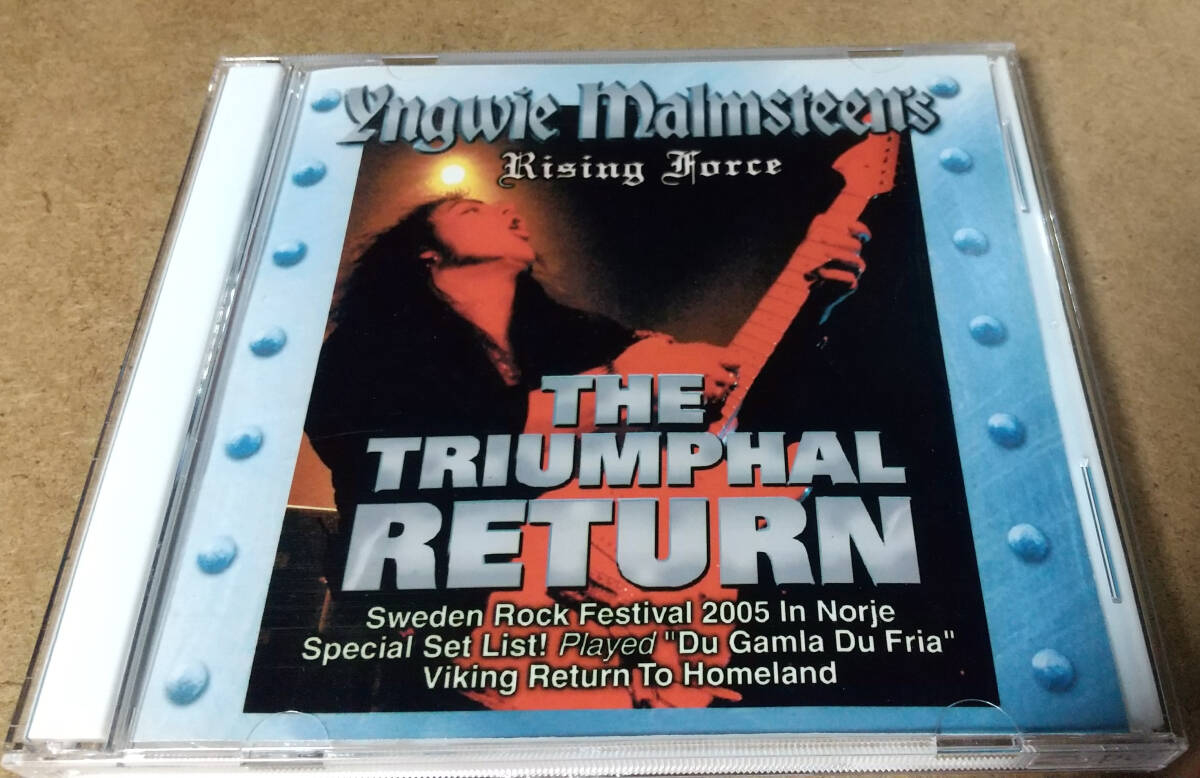 Yngwie Malmsteen's
Rising Force
THE
TRIUMPHAL
RETURN
Sweden Rock Festival 2005 In Norje
Special Set List! Played "Du Gamla Du Fria"
Viking Return To Homeland